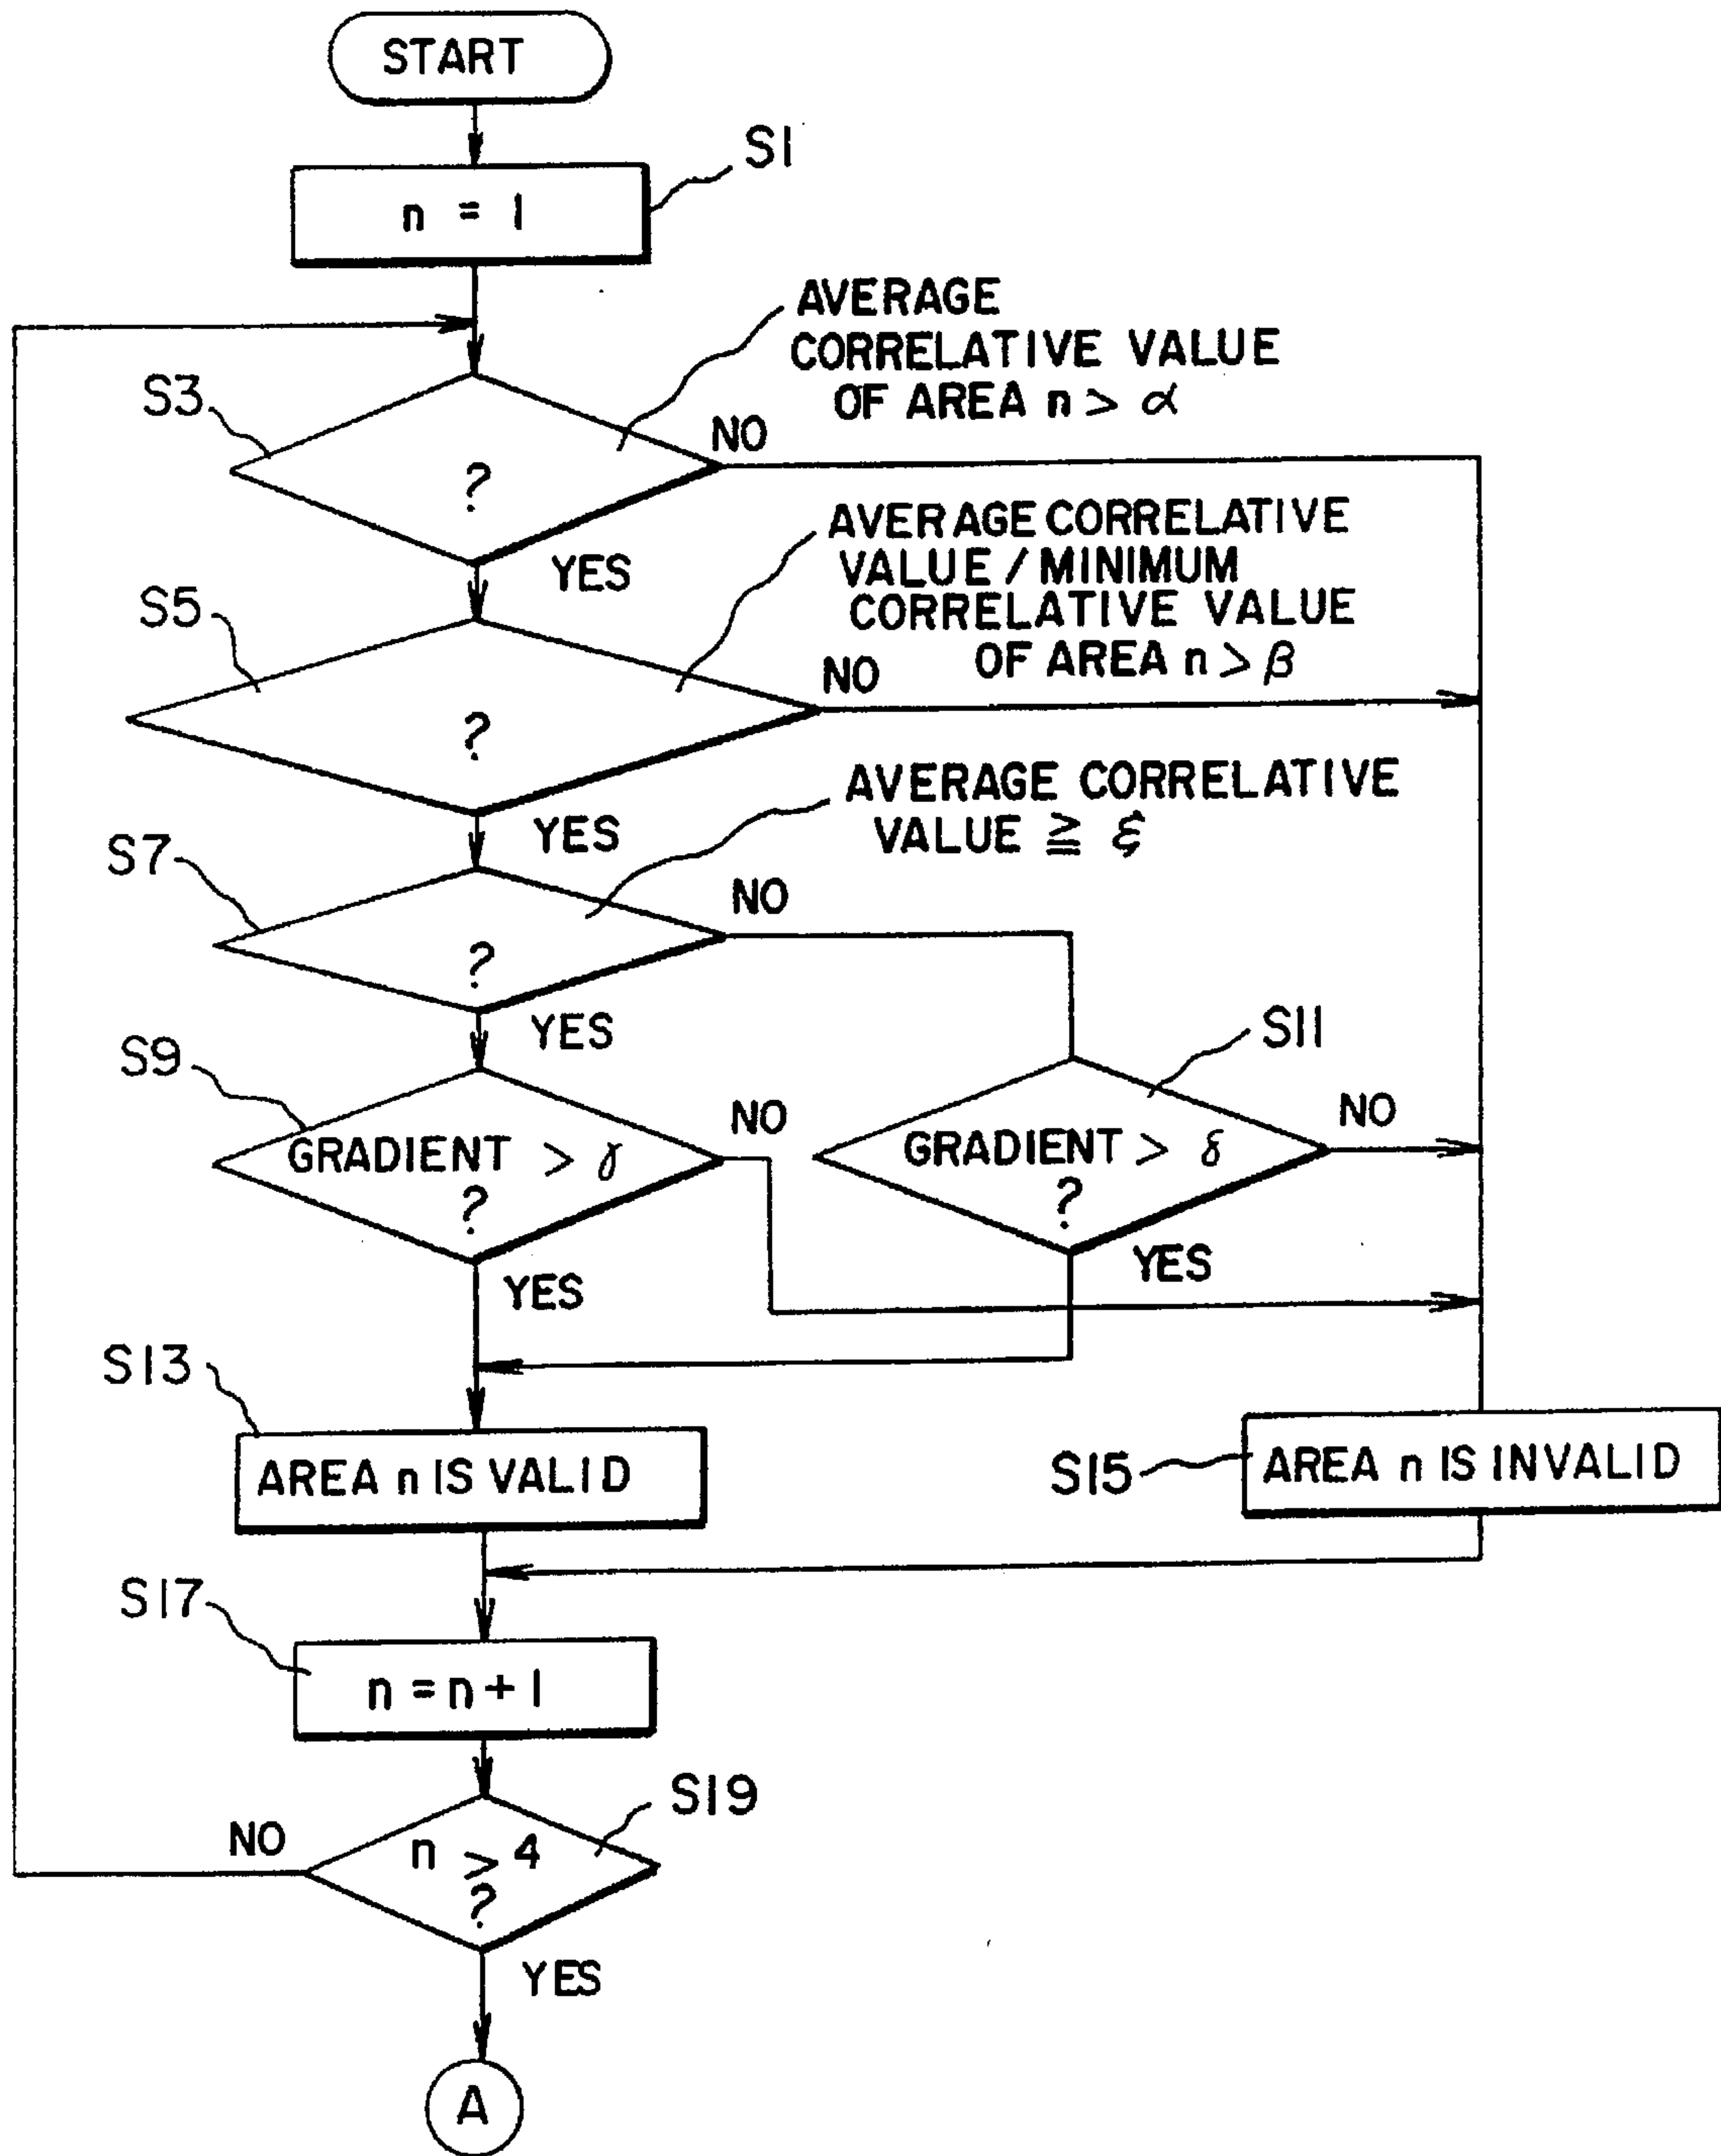 START
S1
n = 1
AVERAGE
CORRELATIVE VALUE
OF AREA n > α
S3
NO
?
YES
AVERAGE CORRELATIVE
VALUE / MINIMUM
CORRELATIVE VALUE
OF AREA n > β
S5
NO
?
YES
AVERAGE CORRELATIVE
VALUE ≧ ξ
S7
NO
?
YES
S9
GRADIENT > γ
?
NO
YES
S11
GRADIENT > δ
?
NO
YES
S13
AREA n IS VALID
S15
AREA n IS INVALID
S17
n = n + 1
S19
NO
n > 4
?
YES
A